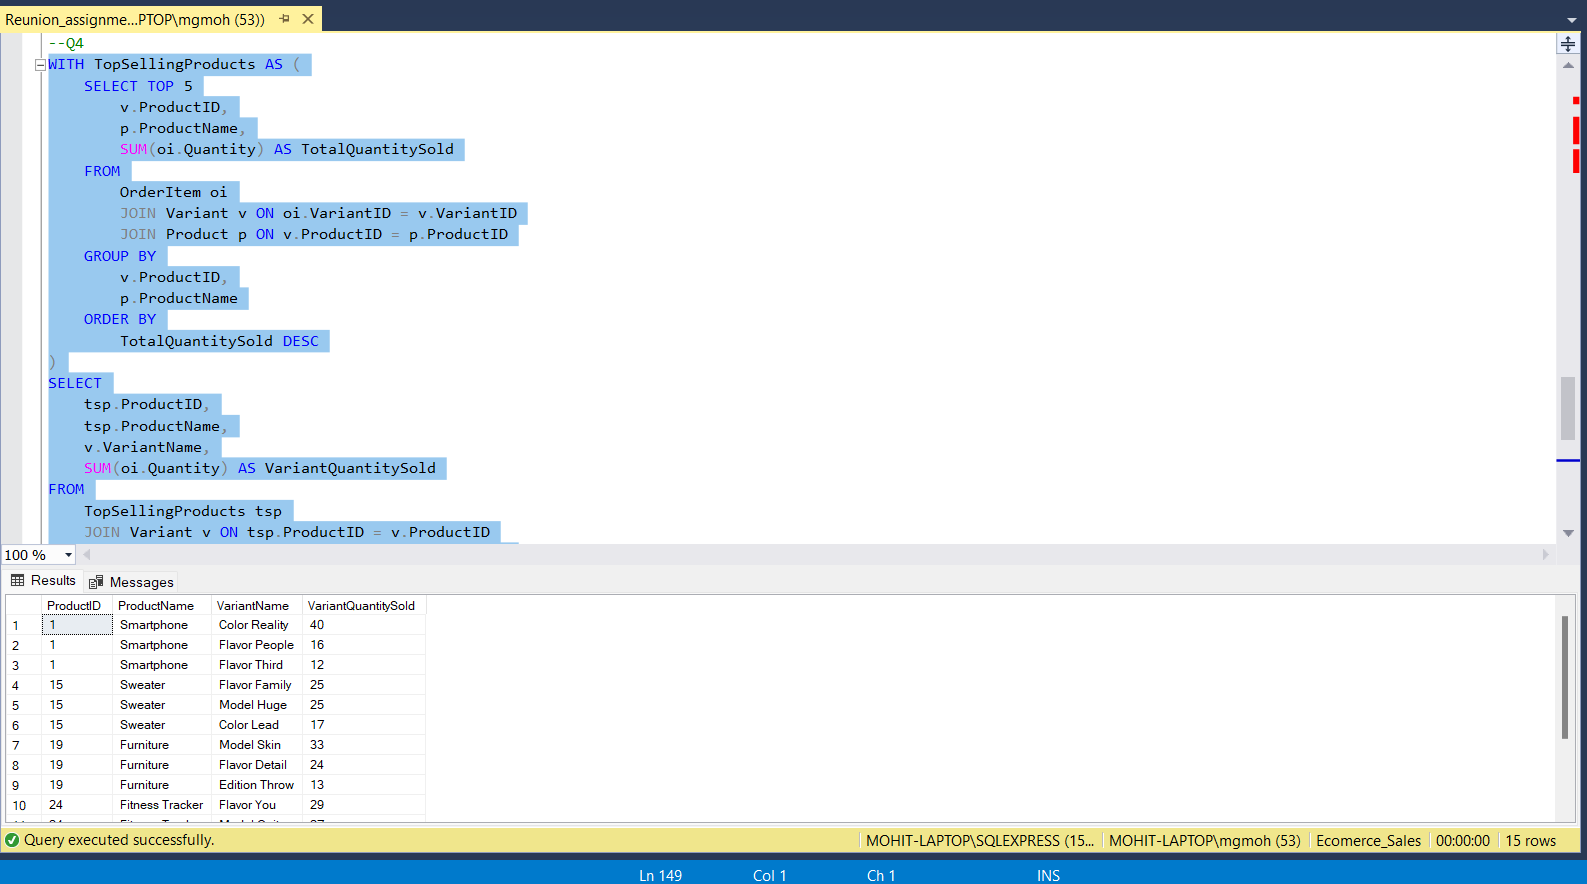 Reunion_assignme...PTOP\mgmoh (53))
--Q4
WITH TopSellingProducts AS (
SELECT TOP 5
v.ProductID,
p.ProductName,
SUM(oi.Quantity) AS TotalQuantitySold
FROM
OrderItem oi
JOIN Variant v ON oi.VariantID = v.VariantID
JOIN Product p ON v.ProductID = p.ProductID
GROUP BY
v.ProductID,
p.ProductName
ORDER BY
TotalQuantitySold DESC
)
SELECT
tsp.ProductID,
tsp.ProductName,
v.VariantName,
SUM(oi.Quantity) AS VariantQuantitySold
FROM
TopSellingProducts tsp
JOIN Variant v ON tsp.ProductID = v.ProductID
100 %
Results Messages
ProductID ProductName VariantName VariantQuantitySold
1 1 Smartphone Color Reality 40
2 1 Smartphone Flavor People 16
3 1 Smartphone Flavor Third 12
4 15 Sweater Flavor Family 25
5 15 Sweater Model Huge 25
6 15 Sweater Color Lead 17
7 19 Furniture Model Skin 33
8 19 Furniture Flavor Detail 24
9 19 Furniture Edition Throw 13
10 24 Fitness Tracker Flavor You 29
Query executed successfully. MOHIT-LAPTOP\SQLEXPRESS (15... MOHIT-LAPTOP\mgmoh (53) Ecomerce_Sales 00:00:00 15 rows
Ln 149 Col 1 Ch 1 INS